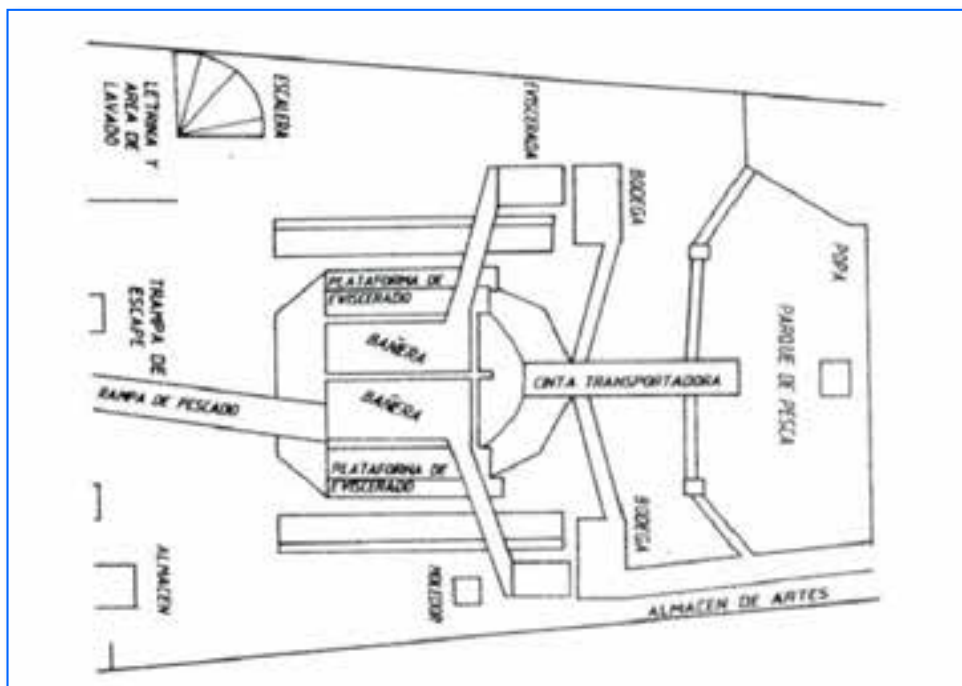 LETRINA Y
AREA DE
LAVADO
ESCALERA
EVISCERADA
BODEGA
POPA
PLATAFORMA DE
EVISCERADO
TRAMPA DE
ESCAPE
BAÑERA
CINTA TRANSPORTADORA
PARQUE DE PESCA
RAMPA DE PESCADO
BAÑERA
PLATAFORMA DE
EVISCERADO
BODEGA
ALMACEN
ALMACEN DE ARTES